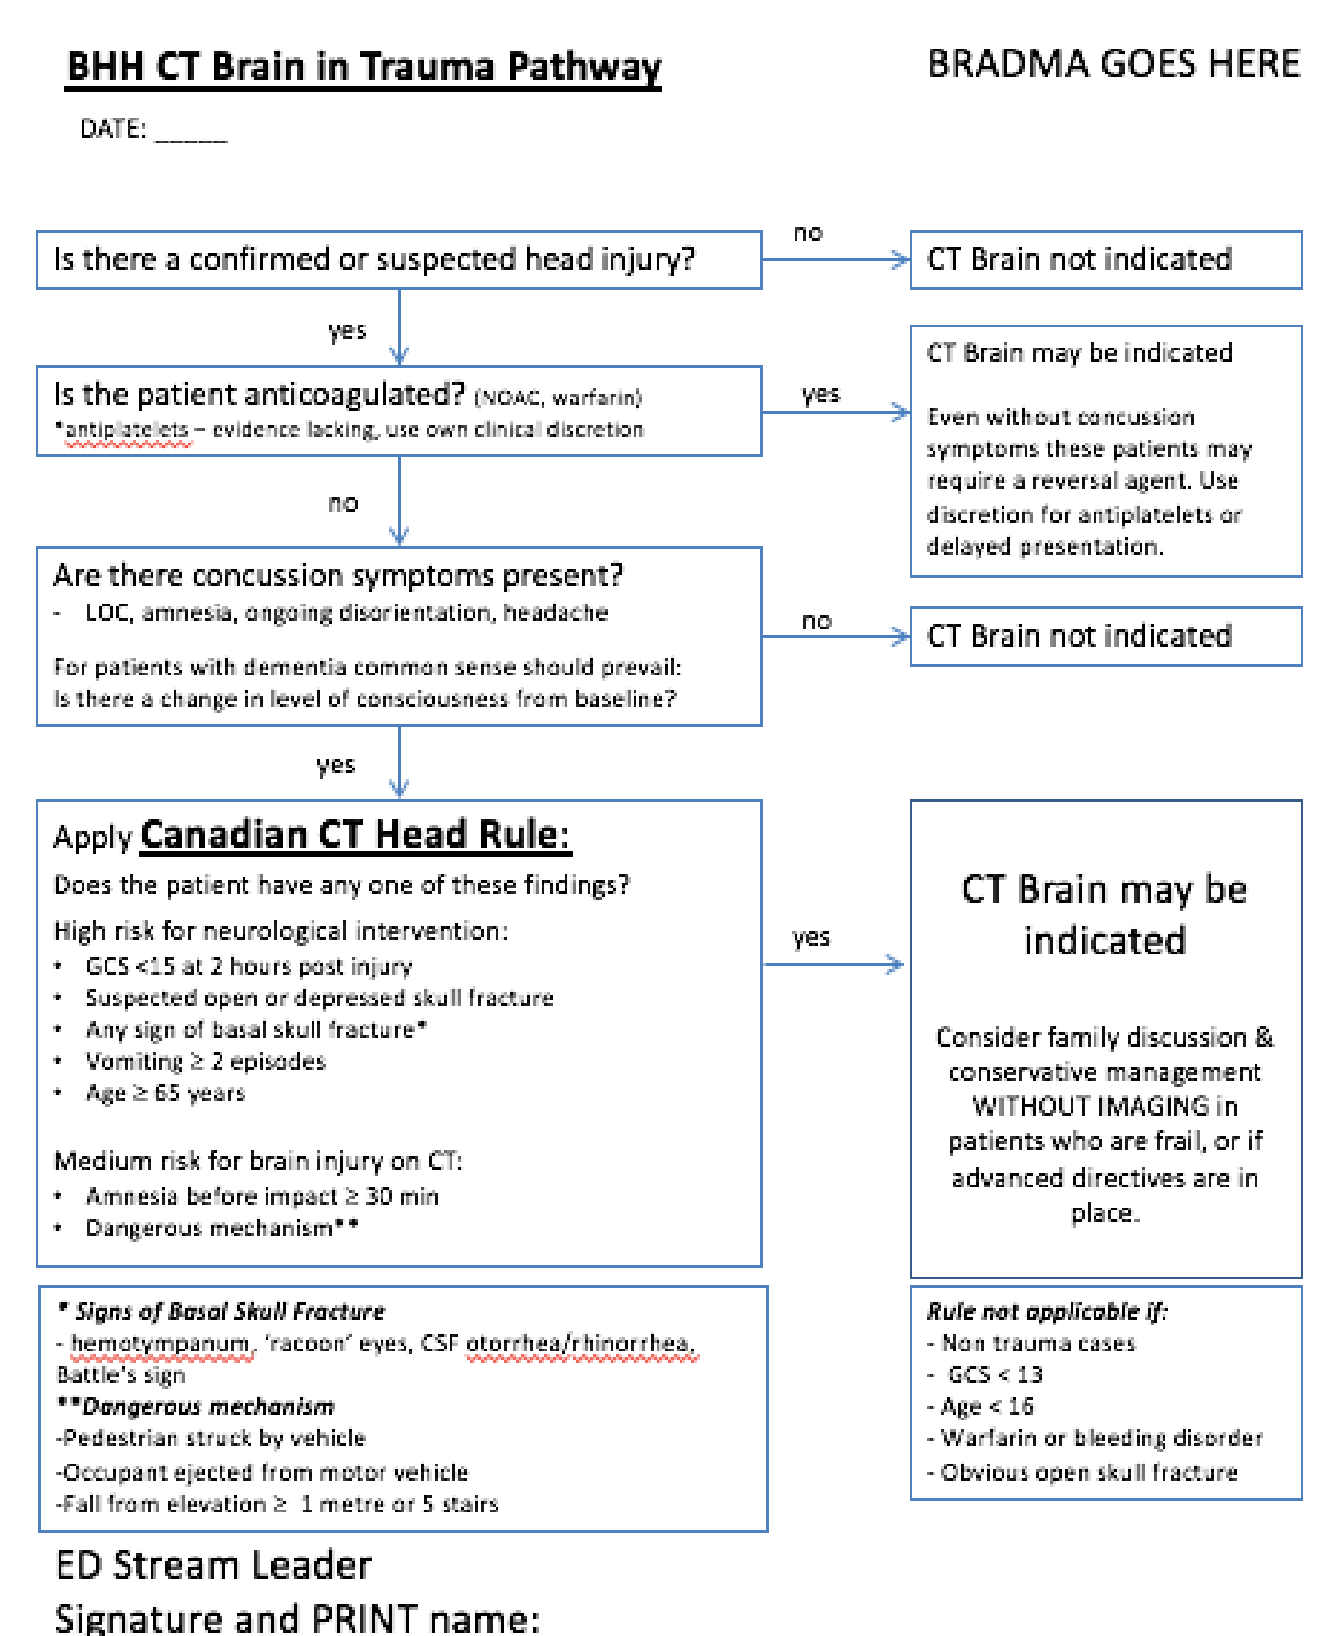 BHH CT Brain in Trauma Pathway
BRADMA GOES HERE
DATE: _____
Is there a confirmed or suspected head injury?
no
CT Brain not indicated
yes
Is the patient anticoagulated? (NOAC, warfarin)
*antiplatelets – evidence lacking, use own clinical discretion
yes
CT Brain may be indicated
Even without concussion
symptoms these patients may
require a reversal agent. Use
discretion for antiplatelets or
delayed presentation.
no
Are there concussion symptoms present?
- LOC, amnesia, ongoing disorientation, headache
For patients with dementia common sense should prevail:
Is there a change in level of consciousness from baseline?
no
CT Brain not indicated
yes
Apply Canadian CT Head Rule:
Does the patient have any one of these findings?
High risk for neurological intervention:
• GCS <15 at 2 hours post injury
• Suspected open or depressed skull fracture
• Any sign of basal skull fracture*
• Vomiting ≥ 2 episodes
• Age ≥ 65 years
Medium risk for brain injury on CT:
• Amnesia before impact ≥ 30 min
• Dangerous mechanism**
yes
CT Brain may be
indicated
Consider family discussion &
conservative management
WITHOUT IMAGING in
patients who are frail, or if
advanced directives are in
place.
* Signs of Basal Skull Fracture
- hemotympanum, ‘racoon’ eyes, CSF otorrhea/rhinorrhea,
Battle's sign
**Dangerous mechanism
-Pedestrian struck by vehicle
-Occupant ejected from motor vehicle
-Fall from elevation ≥ 1 metre or 5 stairs
Rule not applicable if:
- Non trauma cases
- GCS < 13
- Age < 16
- Warfarin or bleeding disorder
- Obvious open skull fracture
ED Stream Leader
Signature and PRINT name: